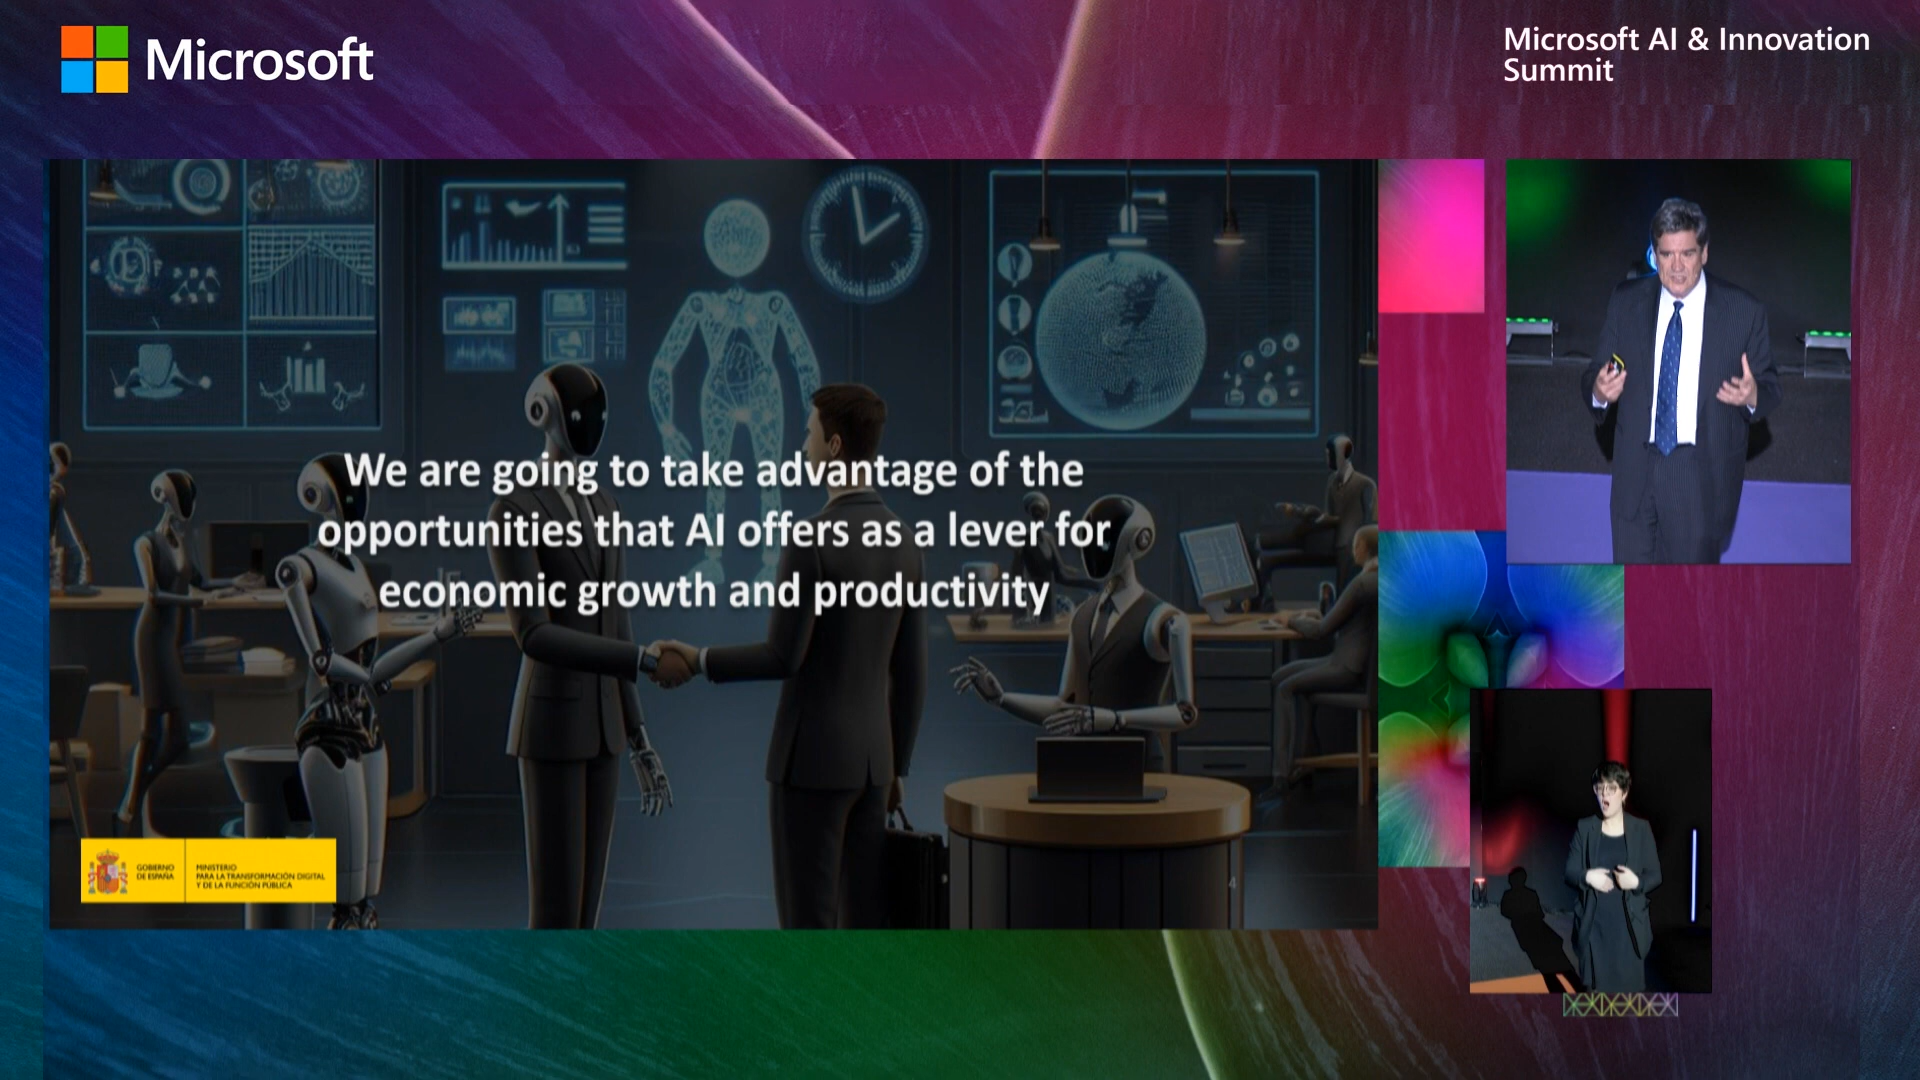 Microsoft
Microsoft AI & Innovation
Summit
We are going to take advantage of the
opportunities that AI offers as a lever for
economic growth and productivity
GOBIERNO
DE ESPAÑA
MINISTERIO
PARA LA TRANSFORMACIÓN DIGITAL
Y DE LA FUNCIÓN PÚBLICA
4